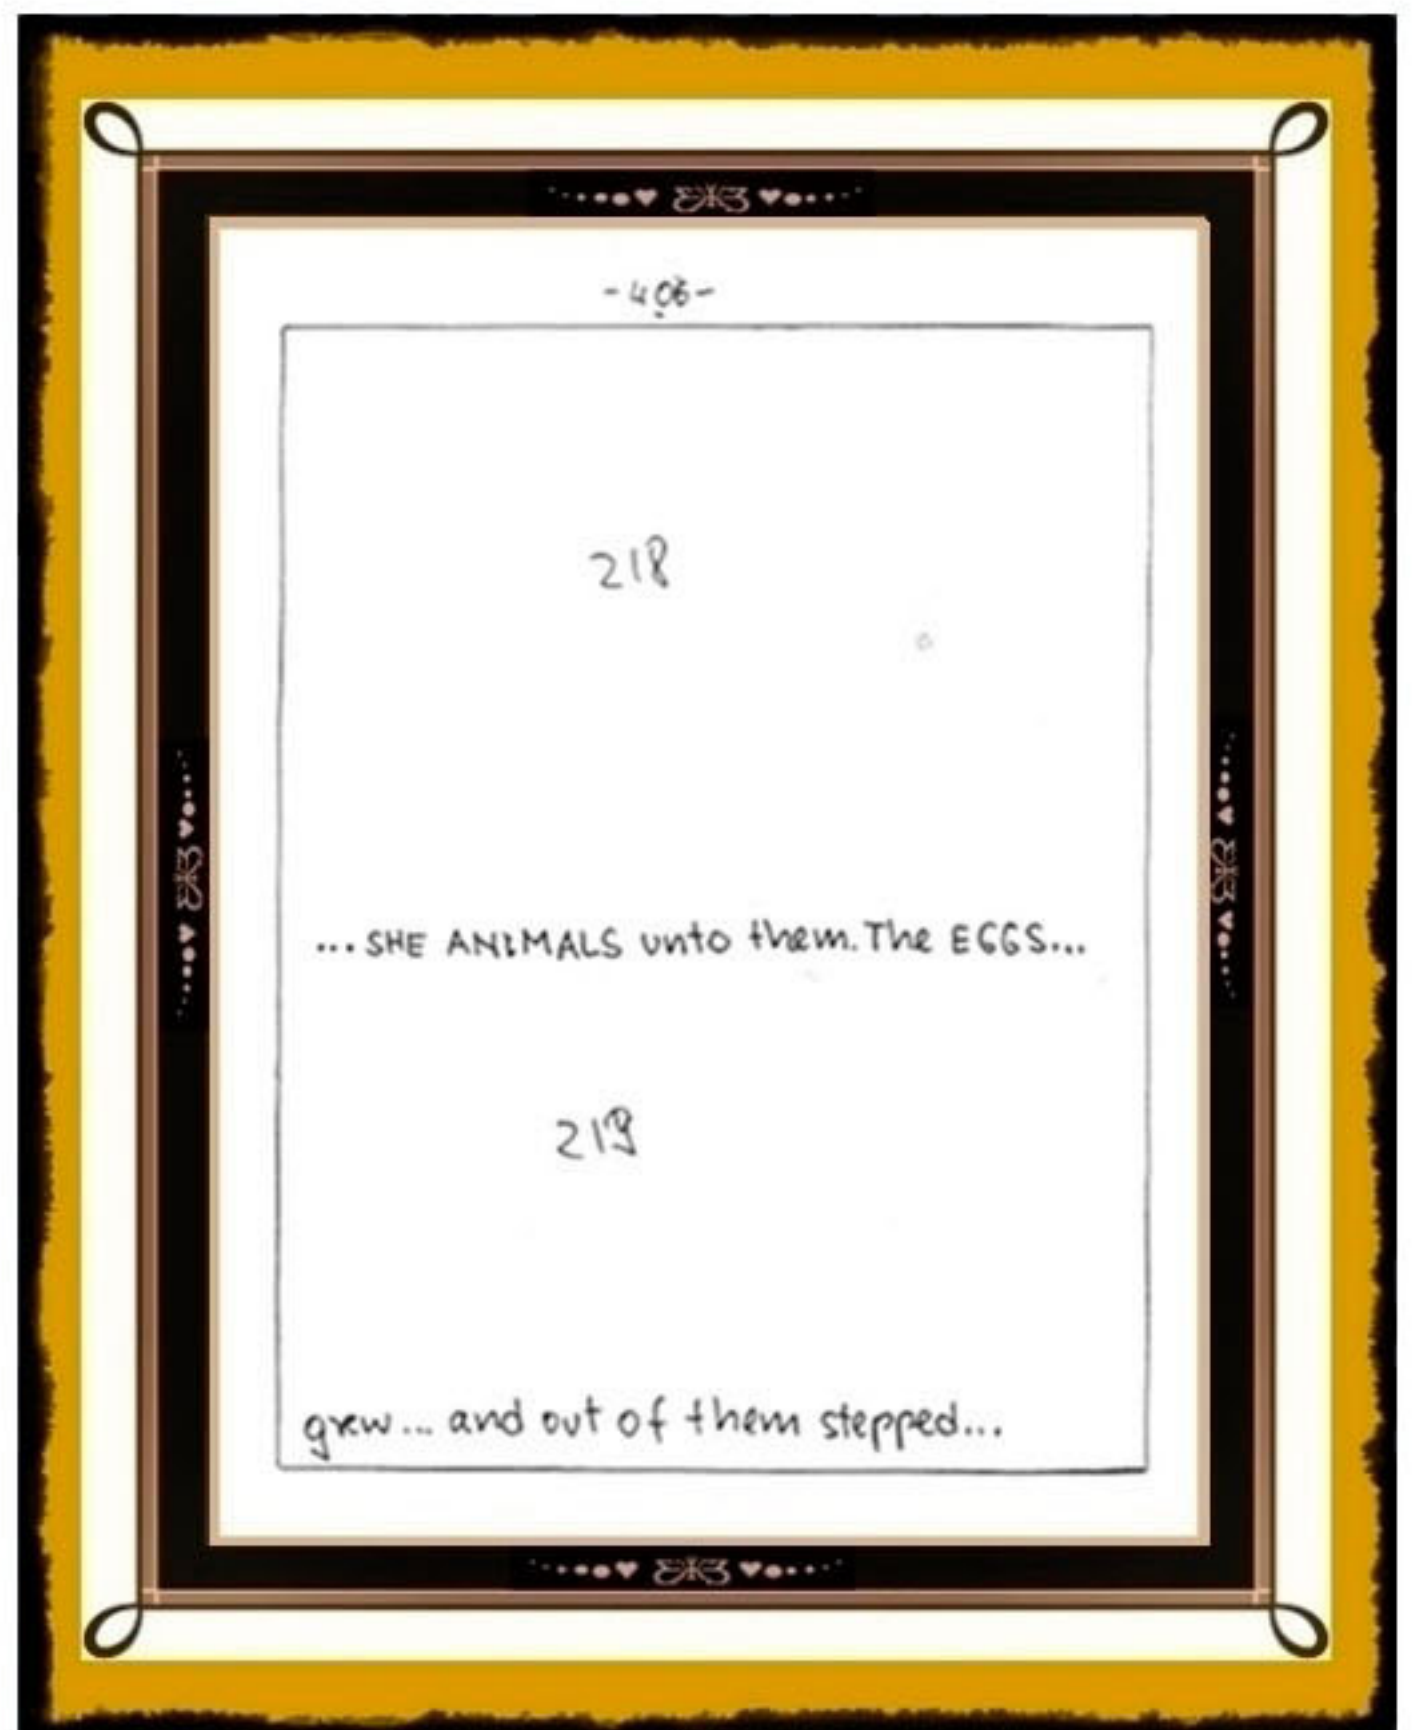 -406-
218
...SHE ANIMALS unto them. The EGGS...
219
grew... and out of them stepped...